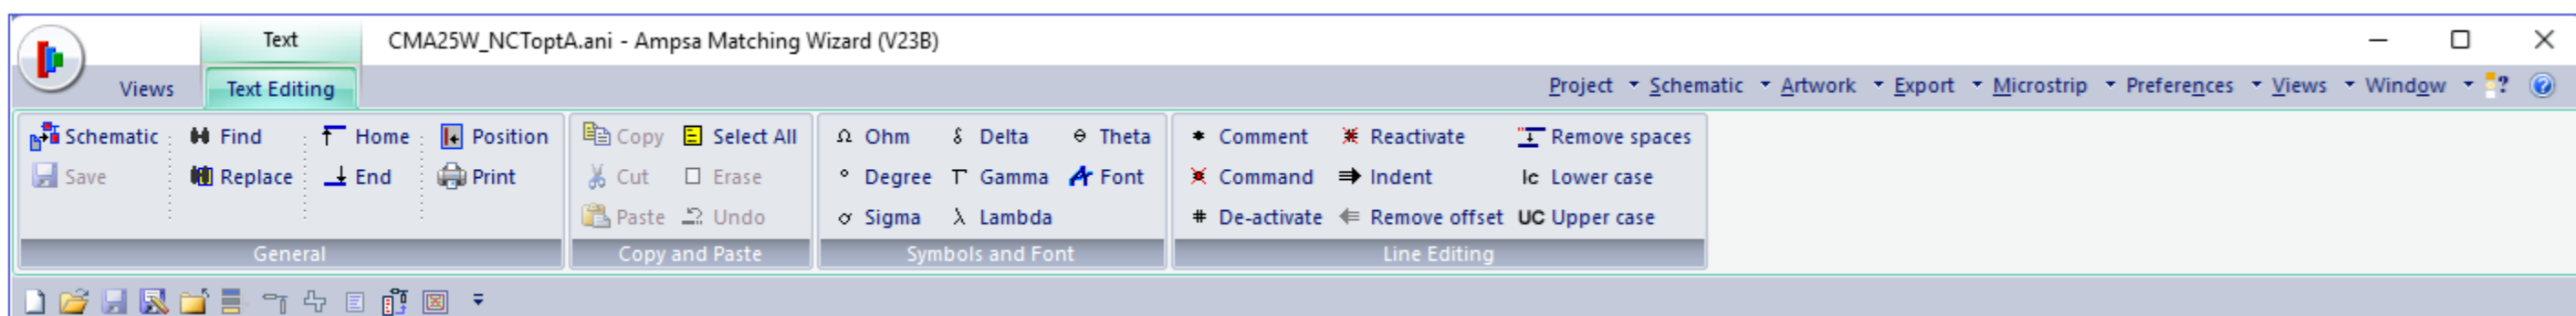 Text CMA25W_NCToptA.ani - Ampsa Matching Wizard (V23B)
Views Text Editing Project Schematic Artwork Export Microstrip Preferences Views Window ?
Schematic Find Home Position Copy Select All Ω Ohm δ Delta θ Theta * Comment Reactivate Remove spaces
Save Replace End Print Cut Erase ° Degree Γ Gamma A Font Command Indent lc Lower case
Paste Undo σ Sigma λ Lambda # De-activate Remove offset UC Upper case
General Copy and Paste Symbols and Font Line Editing